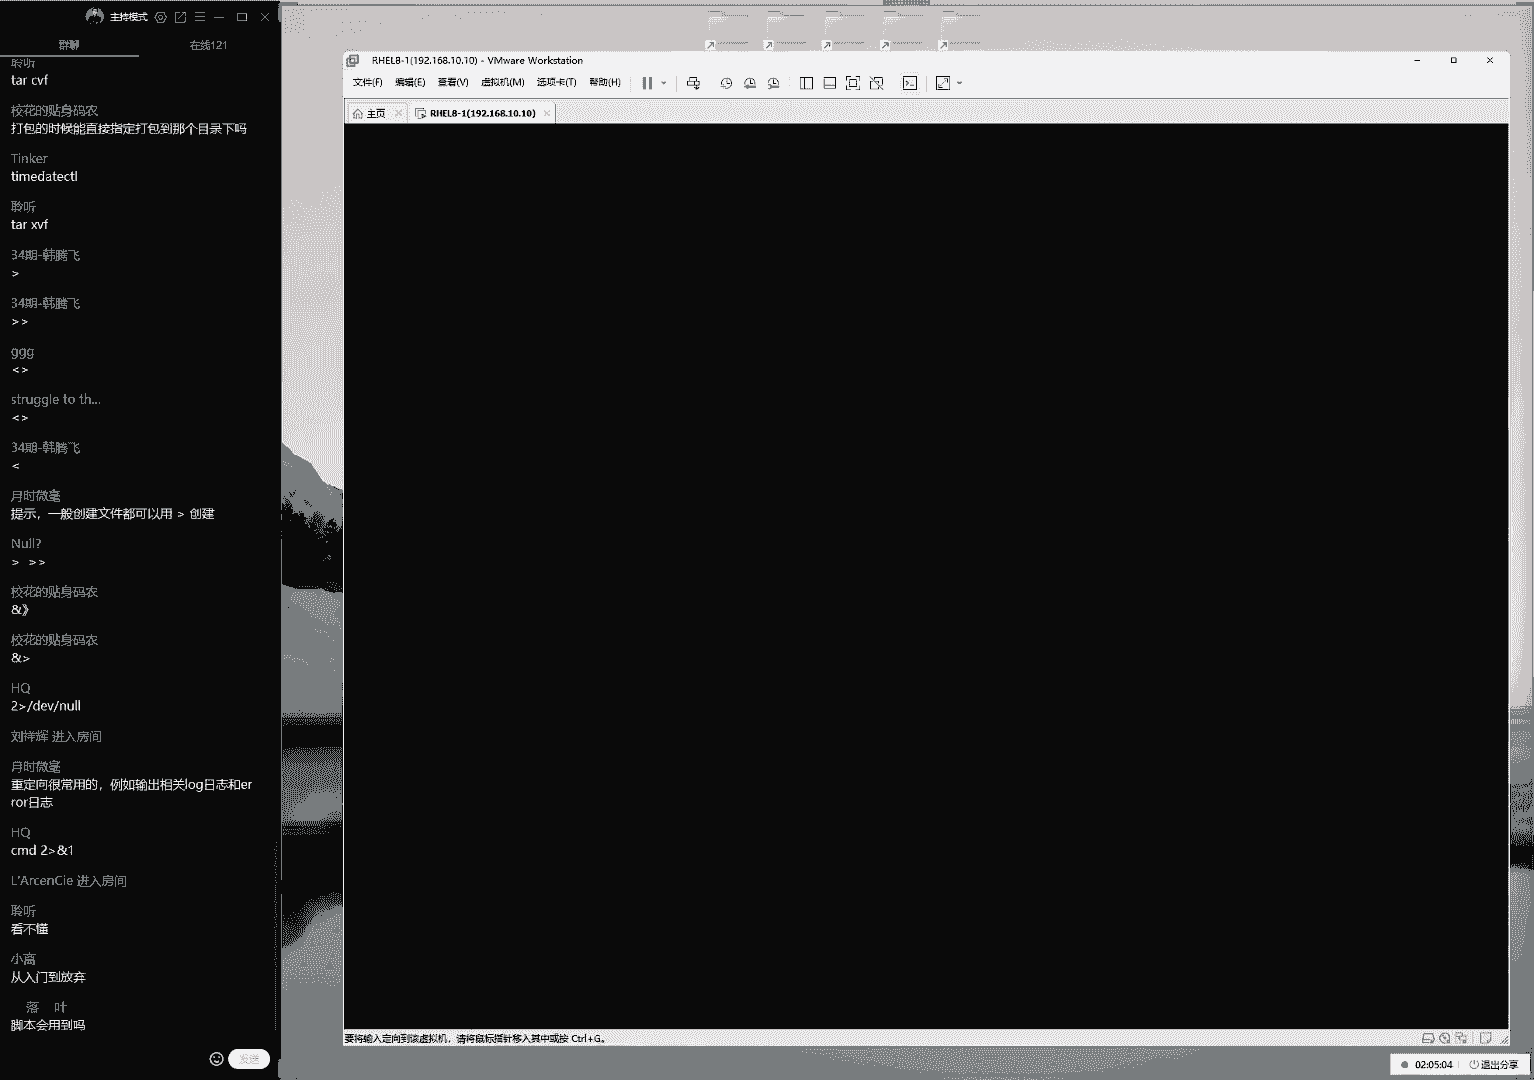 主持模式
群聊
在线121
聆听
tar cvf
校花的贴身码农
打包的时候能直接指定打包到那个目录下吗
Tinker
timedatectl
聆听
tar xvf
34期-韩腾飞
>
34期-韩腾飞
>>
ggg
<>
struggle to th...
<>
34期-韩腾飞
<
月时微毫
提示，一般创建文件都可以用 > 创建
Null?
> >>
校花的贴身码农
&》
校花的贴身码农
&>
HQ
2>/dev/null
刘梓辉 进入房间
月时微毫
重定向很常用的，例如输出相关log日志和er
ror日志
HQ
cmd 2>&1
L'ArcenCie 进入房间
聆听
看不懂
小窝
从入门到放弃
落 叶
脚本会用到吗
发送
RHEL8-1(192.168.10.10) - VMware Workstation
文件(F) 编辑(E) 查看(V) 虚拟机(M) 选项卡(T) 帮助(H)
主页
RHEL8-1(192.168.10.10)
要将输入定向到该虚拟机，请将鼠标指针移入其中或按 Ctrl+G。
02:05:04
退出分享